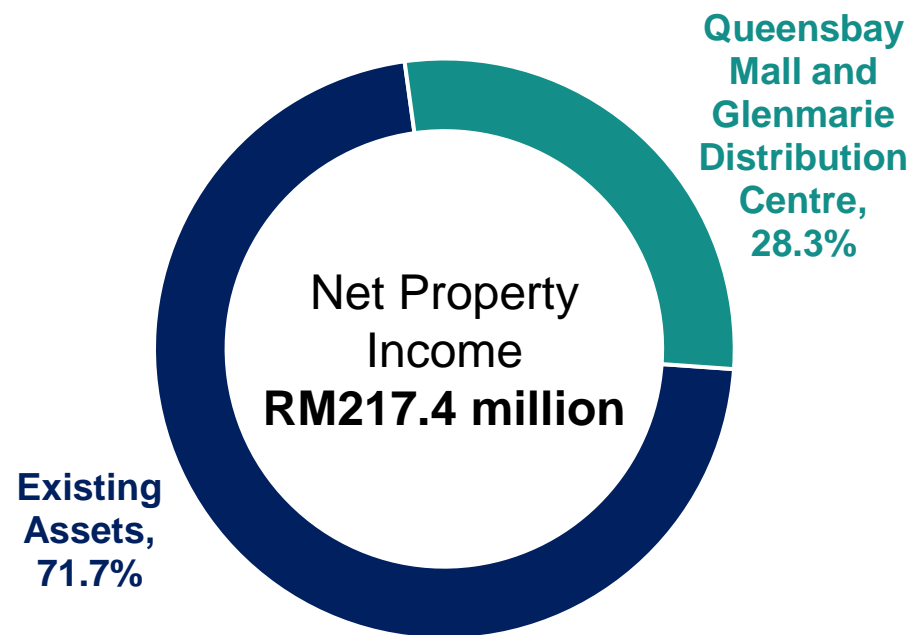 Queensbay
Mall and
Glenmarie
Distribution
Centre,
28.3%
Net Property
Income
RM217.4 million
Existing
Assets,
71.7%